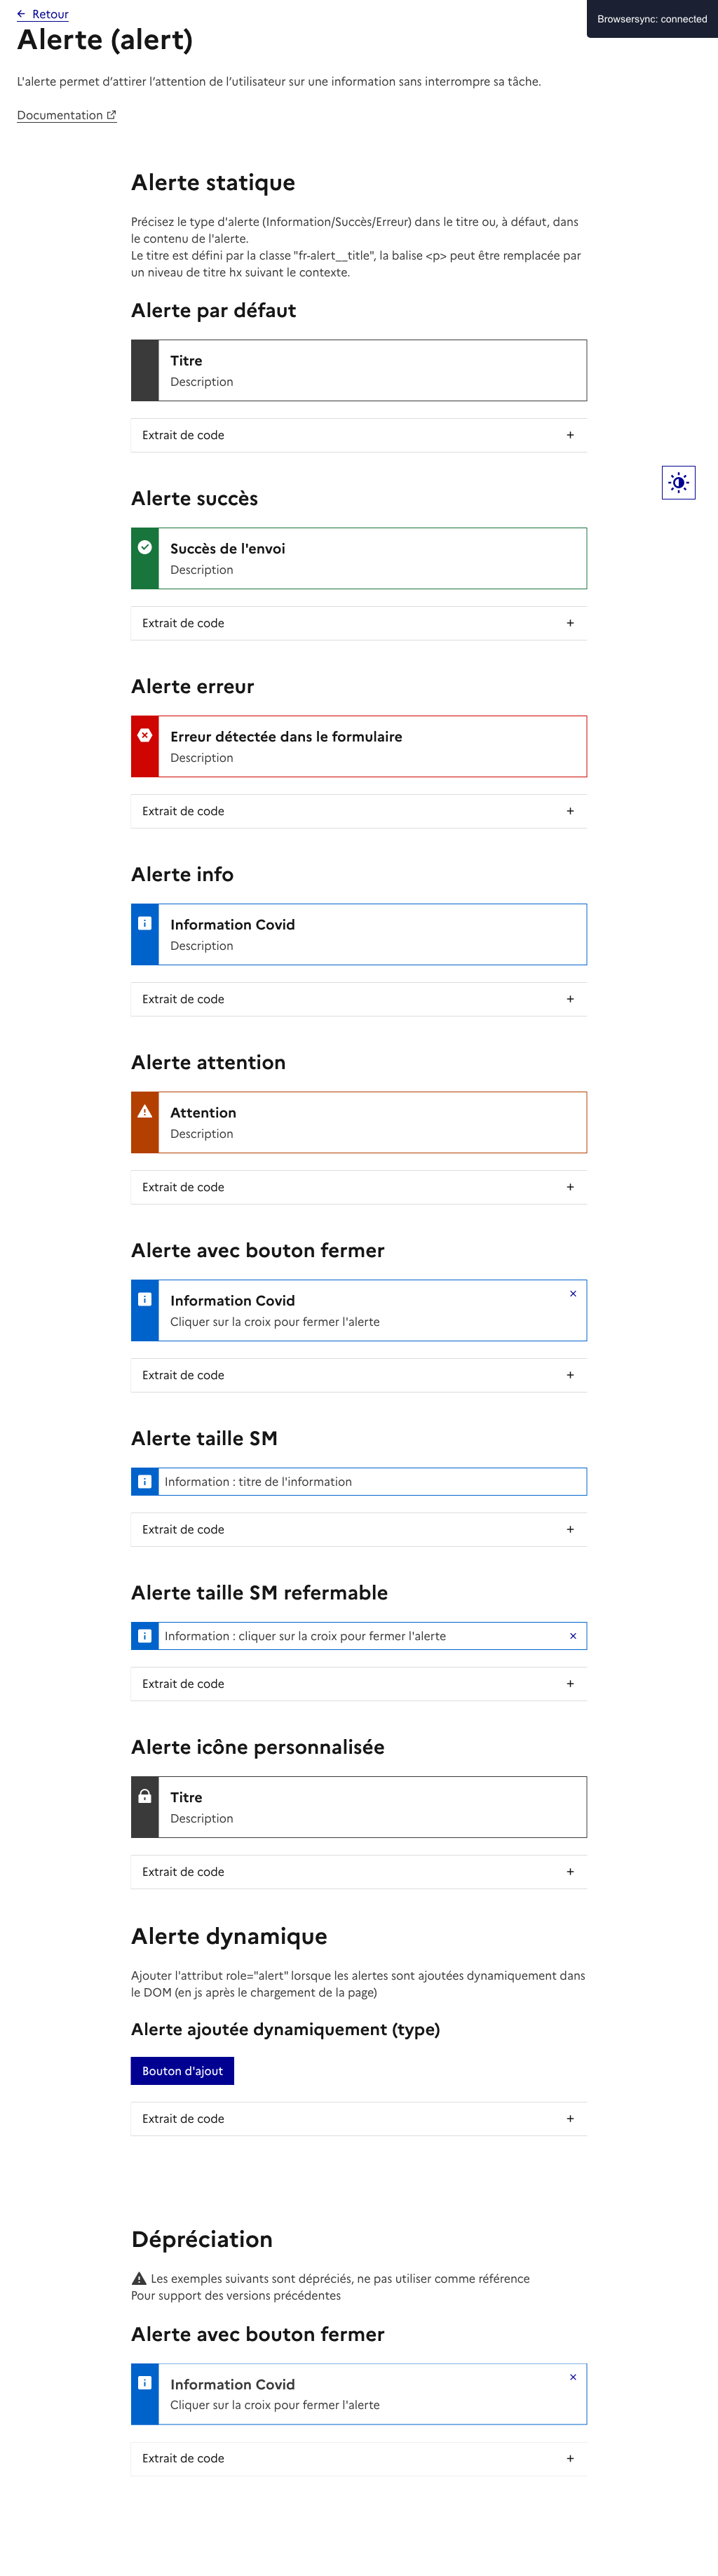 Retour
Browsersync: connected
Alerte (alert)
L'alerte permet d’attirer l’attention de l’utilisateur sur une information sans interrompre sa tâche.
Documentation
Alerte statique
Précisez le type d'alerte (Information/Succès/Erreur) dans le titre ou, à défaut, dans
le contenu de l'alerte.
Le titre est défini par la classe "fr-alert__title", la balise <p> peut être remplacée par
un niveau de titre hx suivant le contexte.
Alerte par défaut
Titre
Description
Extrait de code
Alerte succès
Succès de l'envoi
Description
Extrait de code
Alerte erreur
Erreur détectée dans le formulaire
Description
Extrait de code
Alerte info
Information Covid
Description
Extrait de code
Alerte attention
Attention
Description
Extrait de code
Alerte avec bouton fermer
Information Covid
Cliquer sur la croix pour fermer l'alerte
Extrait de code
Alerte taille SM
Information : titre de l'information
Extrait de code
Alerte taille SM refermable
Information : cliquer sur la croix pour fermer l'alerte
Extrait de code
Alerte icône personnalisée
Titre
Description
Extrait de code
Alerte dynamique
Ajouter l'attribut role="alert" lorsque les alertes sont ajoutées dynamiquement dans
le DOM (en js après le chargement de la page)
Alerte ajoutée dynamiquement (type)
Bouton d'ajout
Extrait de code
Dépréciation
Les exemples suivants sont dépréciés, ne pas utiliser comme référence
Pour support des versions précédentes
Alerte avec bouton fermer
Information Covid
Cliquer sur la croix pour fermer l'alerte
Extrait de code